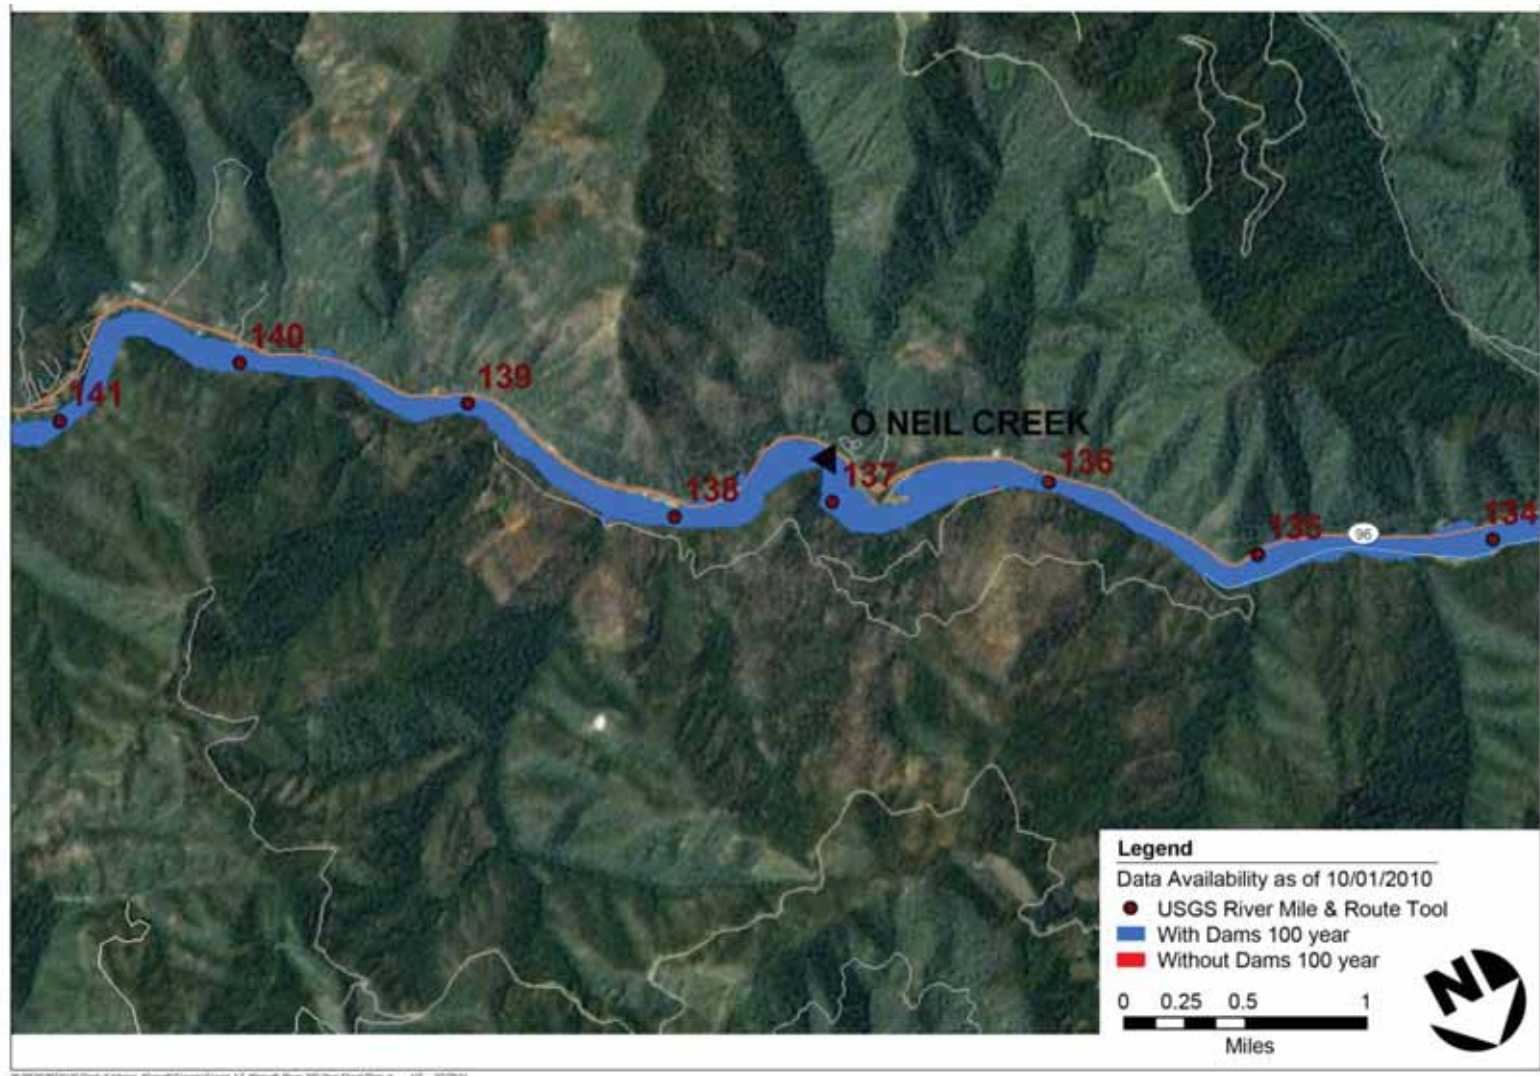 140
139
141
O NEIL CREEK
138
137
136
135
96
134
Legend
Data Availability as of 10/01/2010
USGS River Mile & Route Tool
With Dams 100 year
Without Dams 100 year
0 0.25 0.5 1
Miles
N